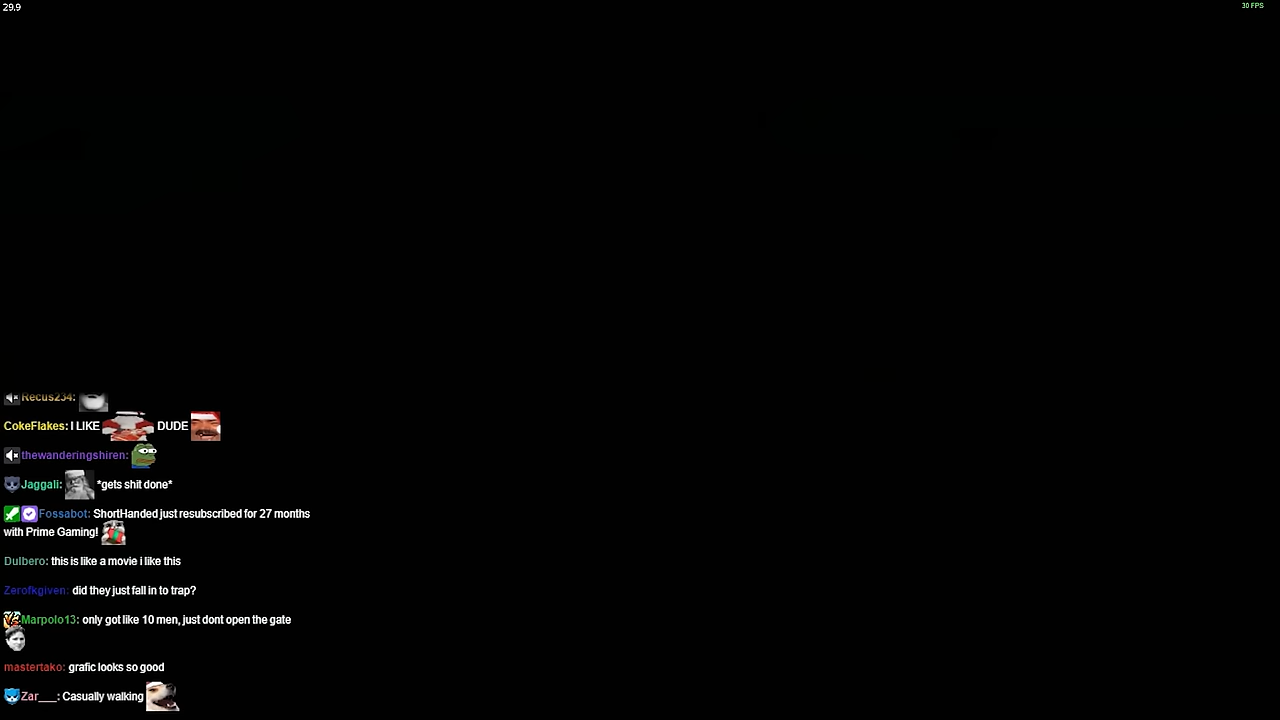 29.9
30 FPS
Recus234:
CokeFlakes: I LIKE DUDE
thewanderingshiren:
Jaggali: *gets shit done*
Fossabot: ShortHanded just resubscribed for 27 months
with Prime Gaming!
Dulbero: this is like a movie i like this
Zerofkgiven: did they just fall in to trap?
Marpolo13: only got like 10 men, just dont open the gate
mastertako: grafic looks so good
Zar___: Casually walking